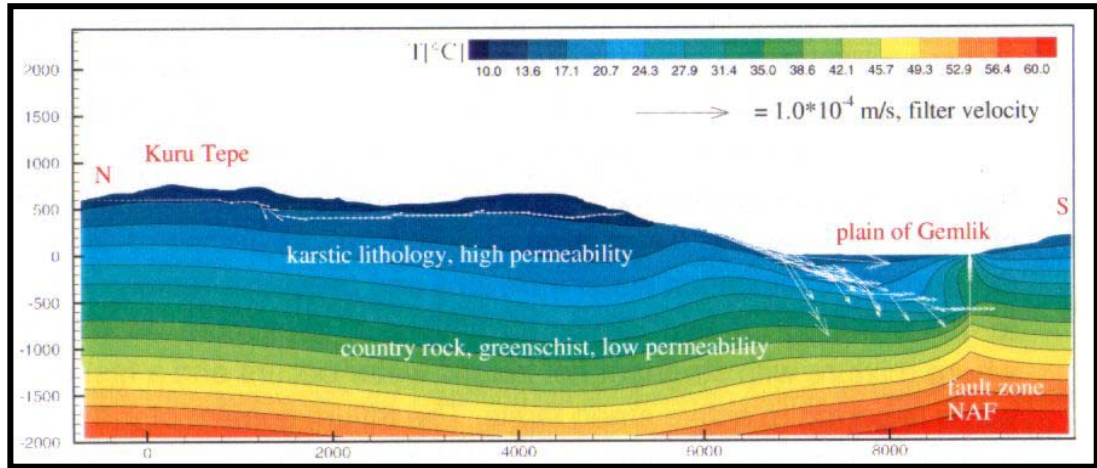 T[°C]
10.0 13.6 17.1 20.7 24.3 27.9 31.4 35.0 38.6 42.1 45.7 49.3 52.9 56.4 60.0
= 1.0*10⁻⁴ m/s, filter velocity
2000
1500
1000
500
0
-500
-1000
-1500
-2000
Kuru Tepe
N
S
plain of Gemlik
karstic lithology, high permeability
country rock, greenschist, low permeability
fault zone
NAF
0 2000 4000 6000 8000